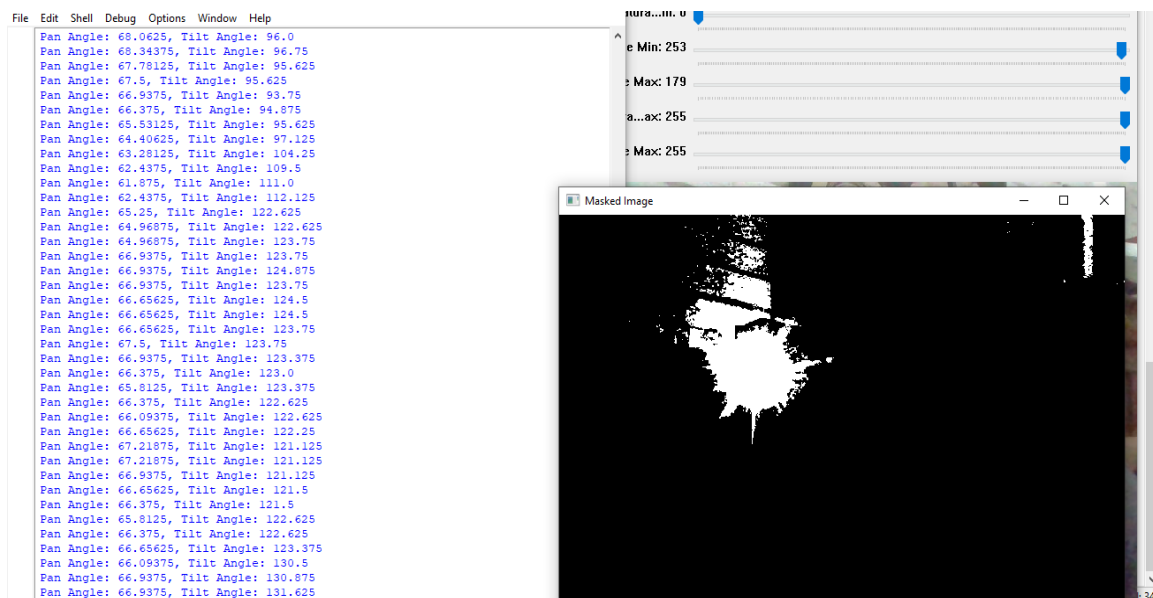 File Edit Shell Debug Options Window Help
Pan Angle: 68.0625, Tilt Angle: 96.0
Pan Angle: 68.34375, Tilt Angle: 96.75
Pan Angle: 67.78125, Tilt Angle: 95.625
Pan Angle: 67.5, Tilt Angle: 95.625
Pan Angle: 66.9375, Tilt Angle: 93.75
Pan Angle: 66.375, Tilt Angle: 94.875
Pan Angle: 65.53125, Tilt Angle: 95.625
Pan Angle: 64.40625, Tilt Angle: 97.125
Pan Angle: 63.28125, Tilt Angle: 104.25
Pan Angle: 62.4375, Tilt Angle: 109.5
Pan Angle: 61.875, Tilt Angle: 111.0
Pan Angle: 62.4375, Tilt Angle: 112.125
Pan Angle: 65.25, Tilt Angle: 122.625
Pan Angle: 64.96875, Tilt Angle: 122.625
Pan Angle: 64.96875, Tilt Angle: 123.75
Pan Angle: 66.9375, Tilt Angle: 123.75
Pan Angle: 66.9375, Tilt Angle: 124.875
Pan Angle: 66.9375, Tilt Angle: 123.75
Pan Angle: 66.65625, Tilt Angle: 124.5
Pan Angle: 66.65625, Tilt Angle: 124.5
Pan Angle: 66.65625, Tilt Angle: 123.75
Pan Angle: 67.5, Tilt Angle: 123.75
Pan Angle: 66.9375, Tilt Angle: 123.375
Pan Angle: 66.375, Tilt Angle: 123.0
Pan Angle: 65.8125, Tilt Angle: 123.375
Pan Angle: 66.375, Tilt Angle: 122.625
Pan Angle: 66.09375, Tilt Angle: 122.625
Pan Angle: 66.65625, Tilt Angle: 122.25
Pan Angle: 67.21875, Tilt Angle: 121.125
Pan Angle: 67.21875, Tilt Angle: 121.125
Pan Angle: 66.9375, Tilt Angle: 121.125
Pan Angle: 66.65625, Tilt Angle: 121.5
Pan Angle: 66.375, Tilt Angle: 121.5
Pan Angle: 65.8125, Tilt Angle: 122.625
Pan Angle: 66.375, Tilt Angle: 122.625
Pan Angle: 66.65625, Tilt Angle: 123.375
Pan Angle: 66.09375, Tilt Angle: 130.5
Pan Angle: 66.9375, Tilt Angle: 130.875
Pan Angle: 66.9375, Tilt Angle: 131.625
e Min: 253
e Max: 179
a...ax: 255
e Max: 255
Masked Image